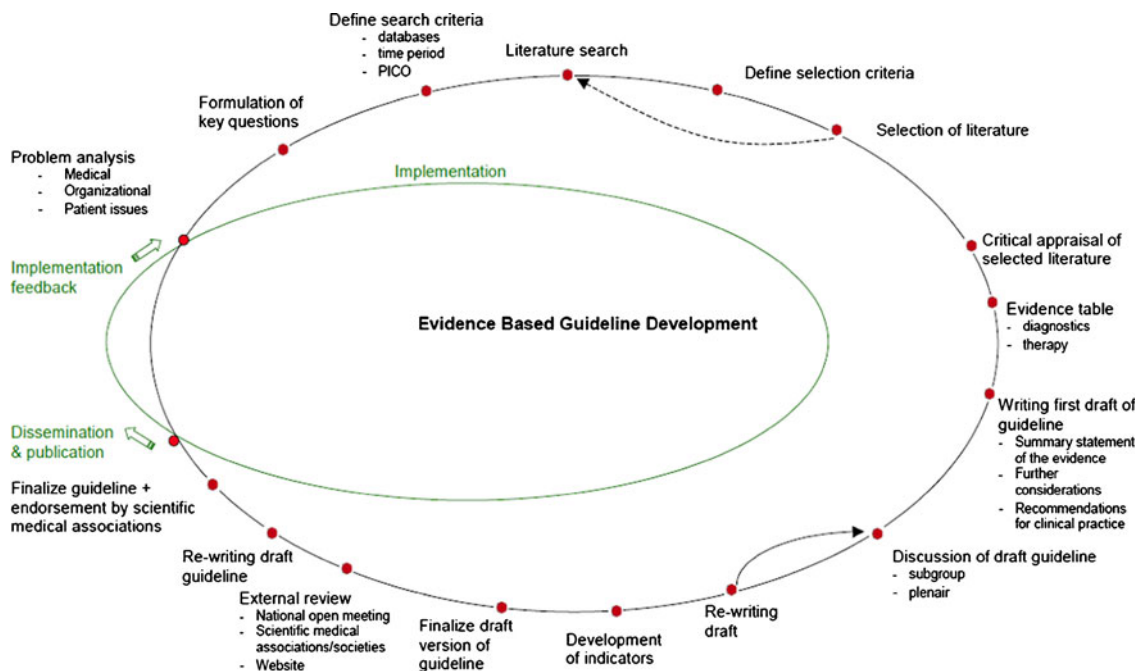 Define search criteria
- databases
- time period
- PICO
Literature search
Define selection criteria
Selection of literature
Formulation of
key questions
Problem analysis
- Medical
- Organizational
- Patient issues
Implementation
Implementation
feedback
Critical appraisal of
selected literature
Evidence table
- diagnostics
- therapy
Evidence Based Guideline Development
Writing first draft of
guideline
- Summary statement
of the evidence
- Further
considerations
- Recommendations
for clinical practice
Dissemination
& publication
Finalize guideline +
endorsement by scientific
medical associations
Discussion of draft guideline
- subgroup
- plenair
Re-writing draft
guideline
External review
- National open meeting
- Scientific medical
associations/societies
- Website
Finalize draft
version of
guideline
Development
of indicators
Re-writing
draft